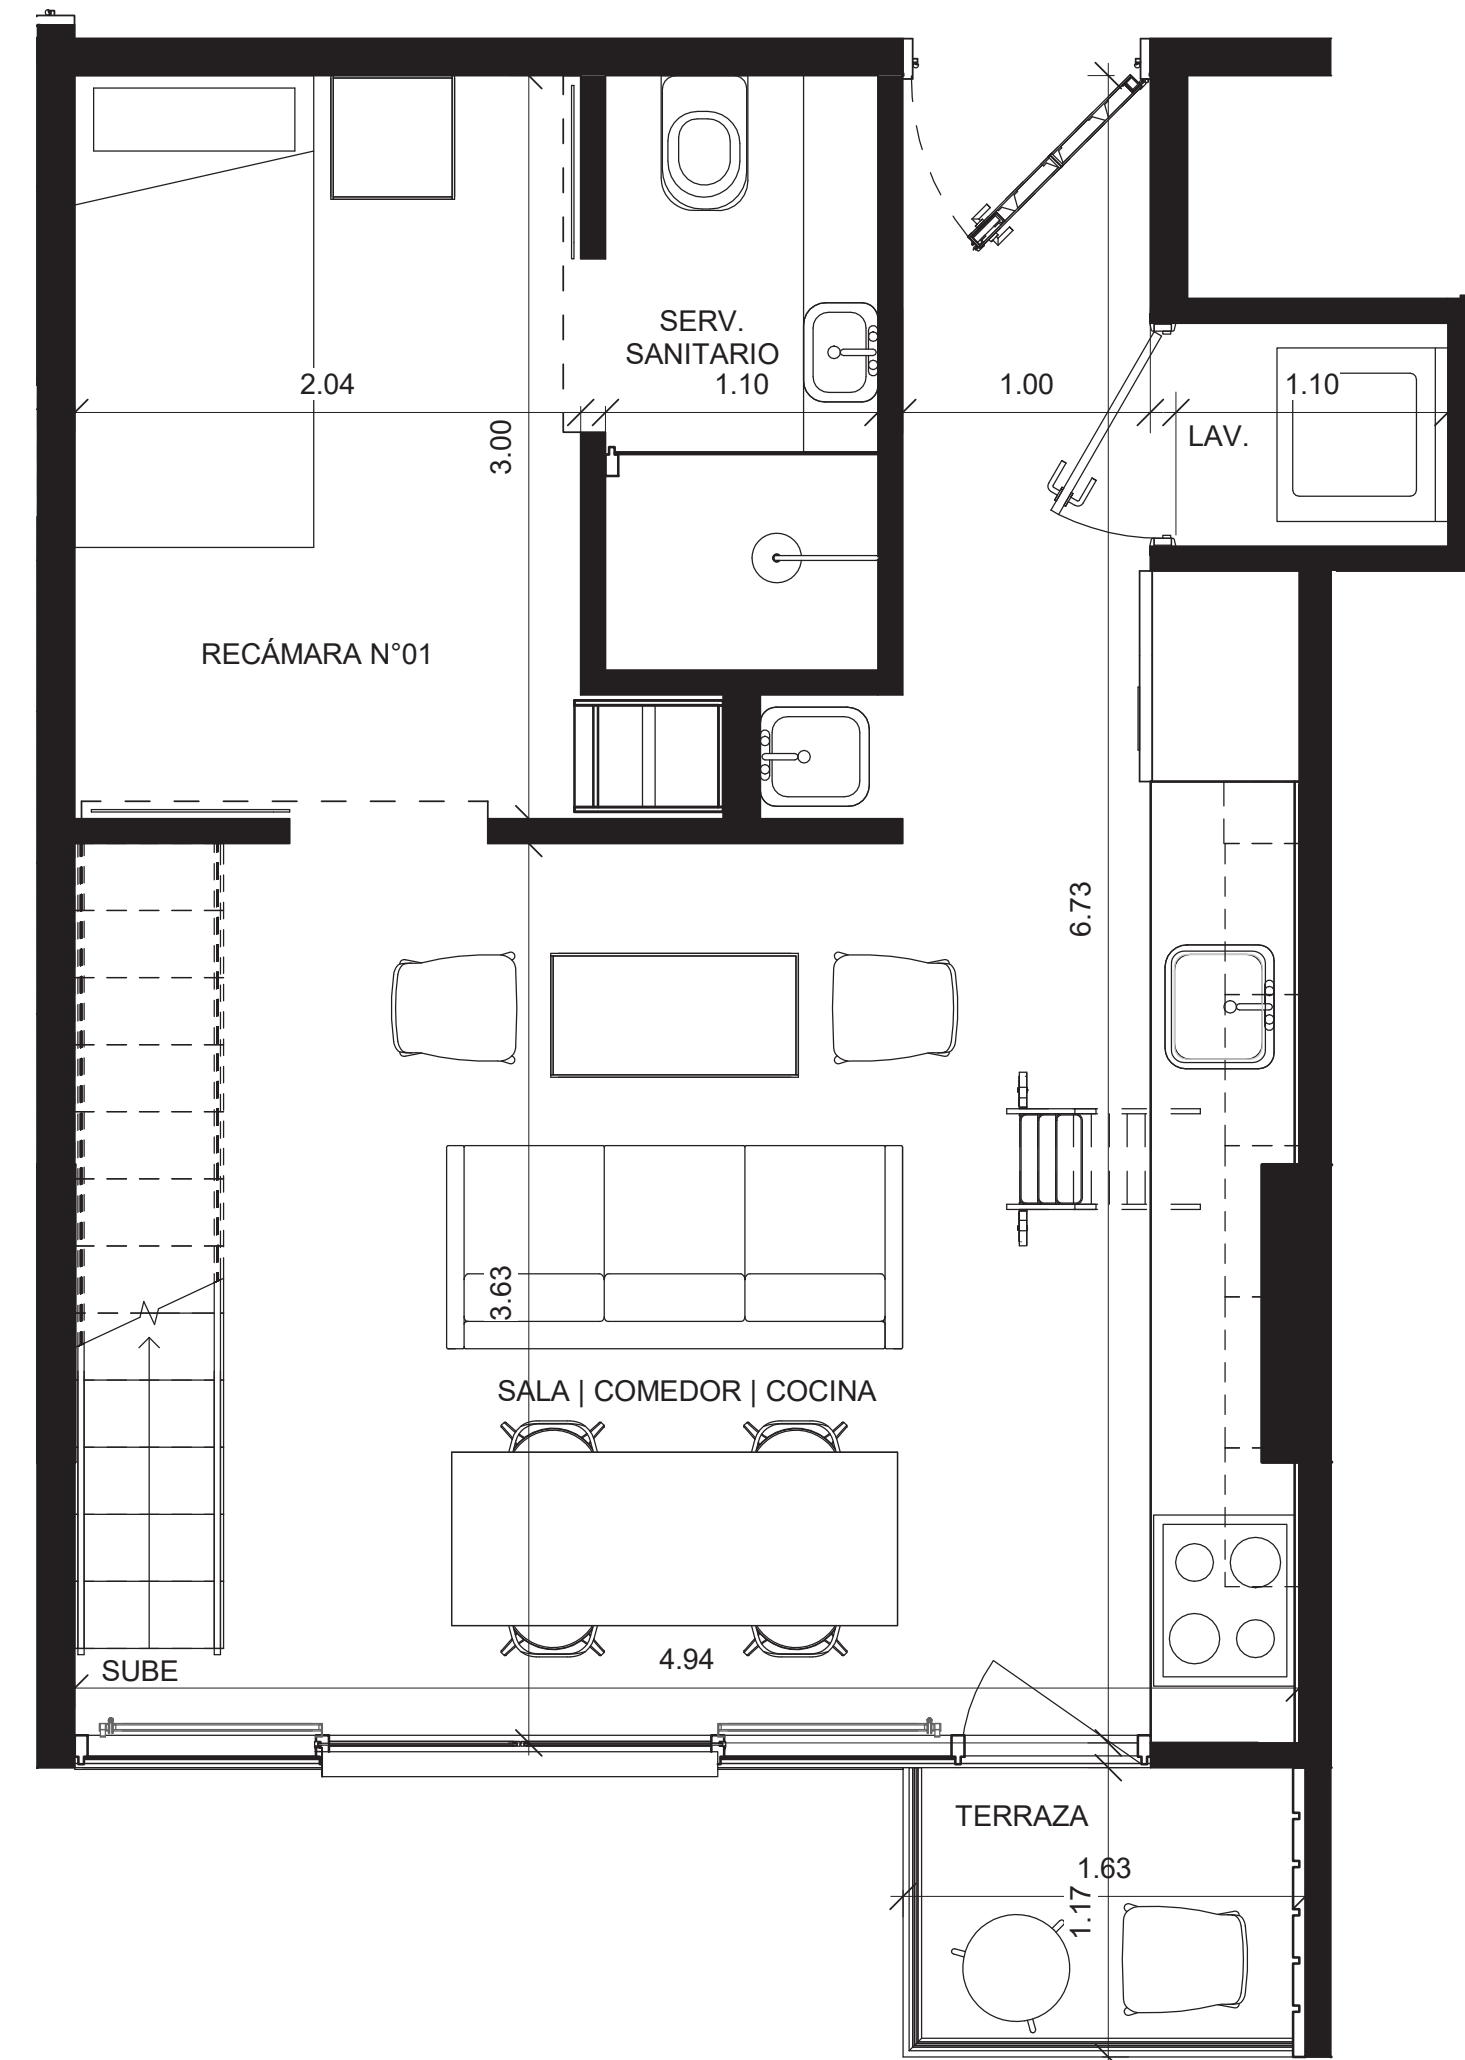 SERV.
SANITARIO
2.04
1.10
1.00
1.10
3.00
LAV.
RECÁMARA N°01
6.73
3.63
SALA | COMEDOR | COCINA
4.94
SUBE
TERRAZA
1.63
1.17